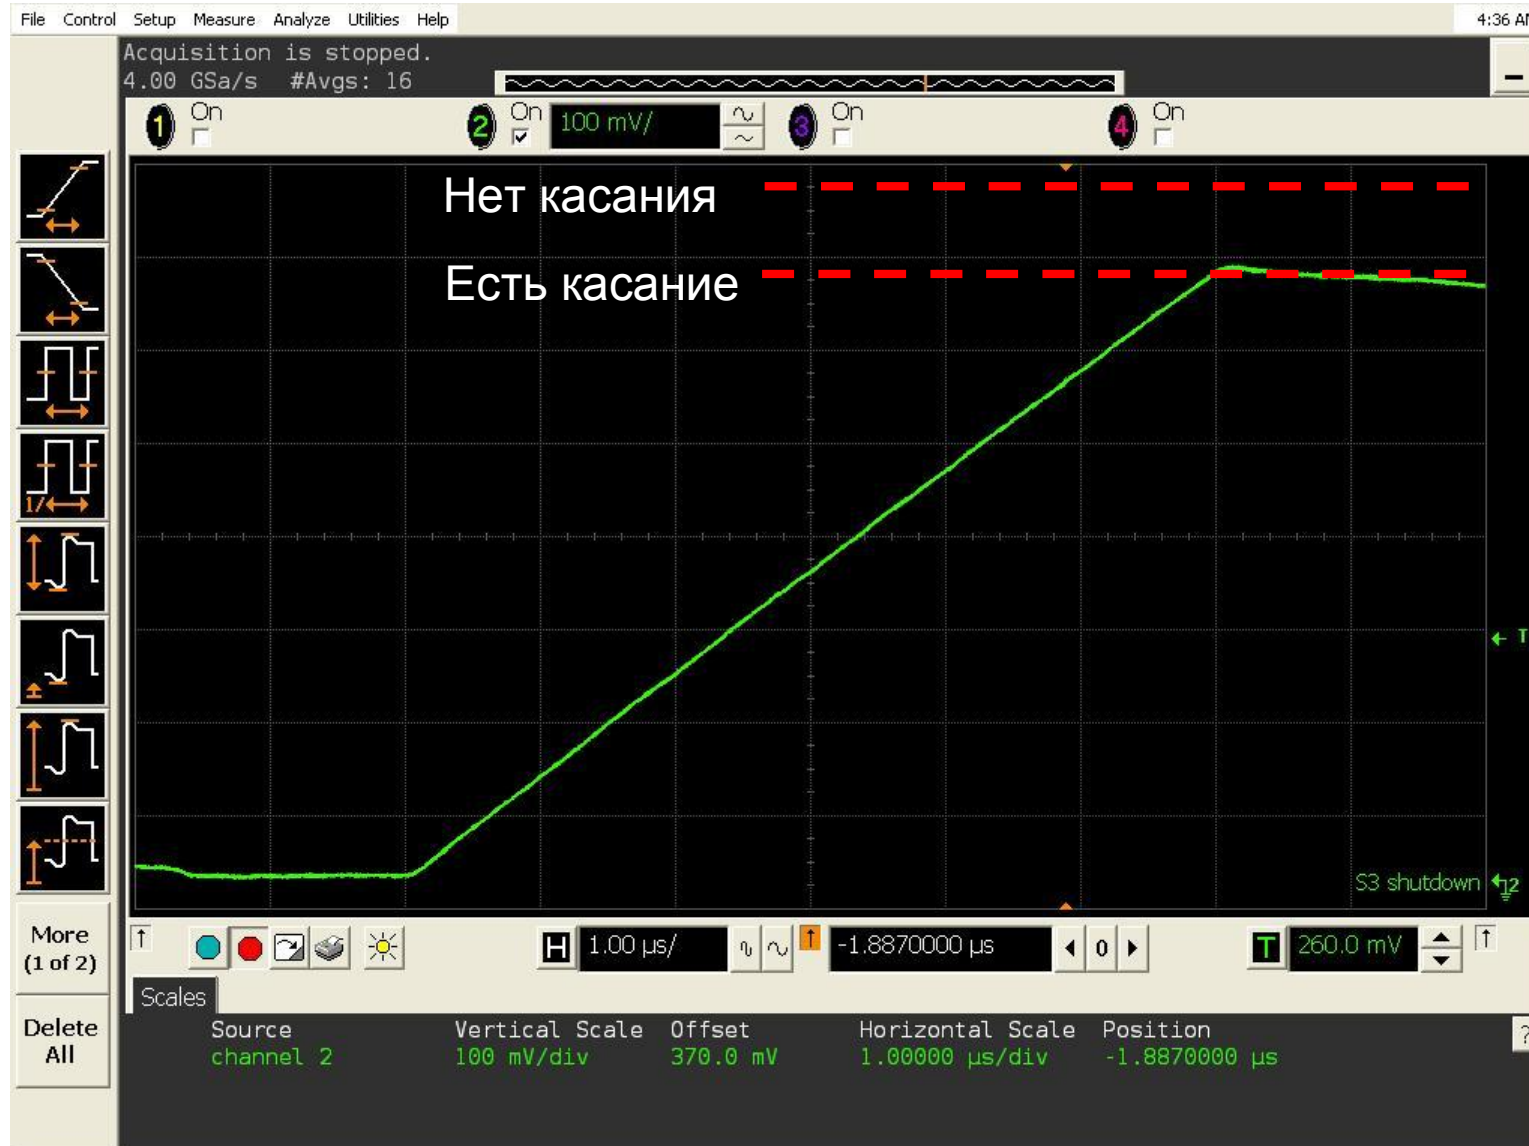 File Control Setup Measure Analyze Utilities Help
Acquisition is stopped.
4.00 GSa/s #Avgs: 16
1 On 2 On 100 mV/ 3 On 4 On
Нет касания
Есть касание
T
1/
S3 shutdown 2
More
(1 of 2)
H 1.00 µs/ -1.8870000 µs 0 T 260.0 mV
Scales
Delete
All
Source Vertical Scale Offset Horizontal Scale Position
channel 2 100 mV/div 370.0 mV 1.00000 µs/div -1.8870000 µs
?